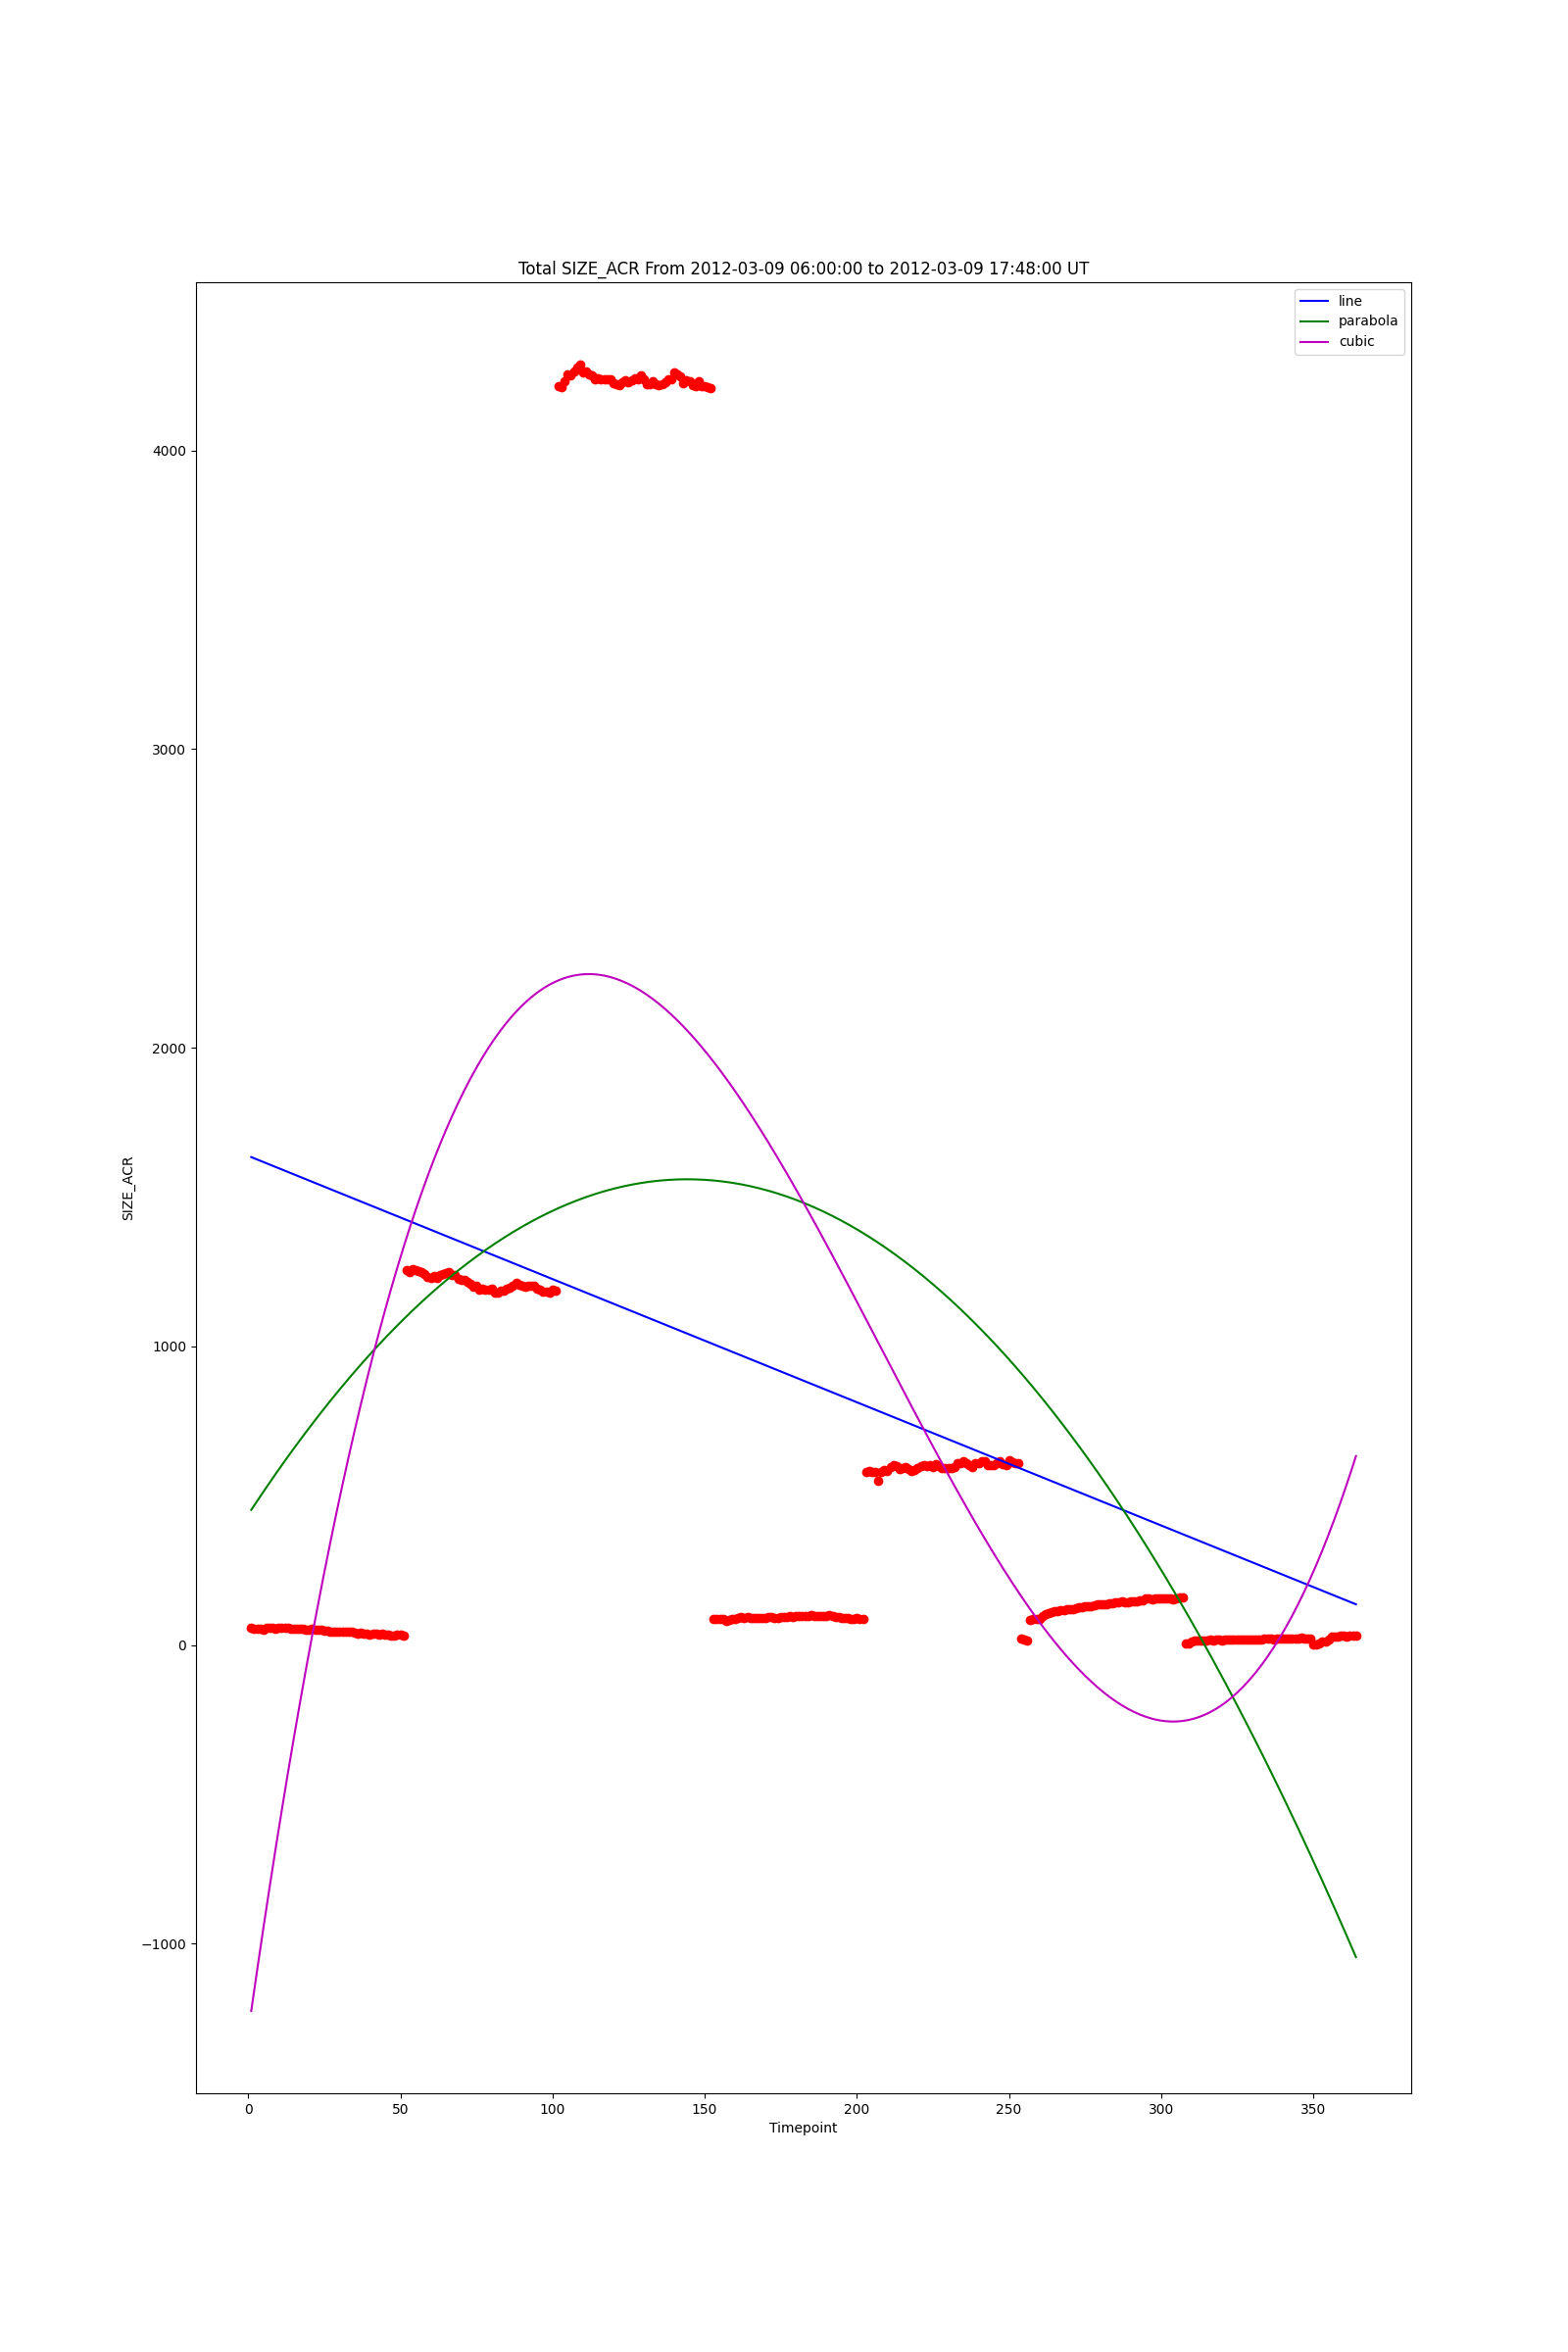 Total SIZE_ACR From 2012-03-09 06:00:00 to 2012-03-09 17:48:00 UT
line
parabola
cubic
4000
3000
2000
1000
0
−1000
SIZE_ACR
0 50 100 150 200 250 300 350
Timepoint